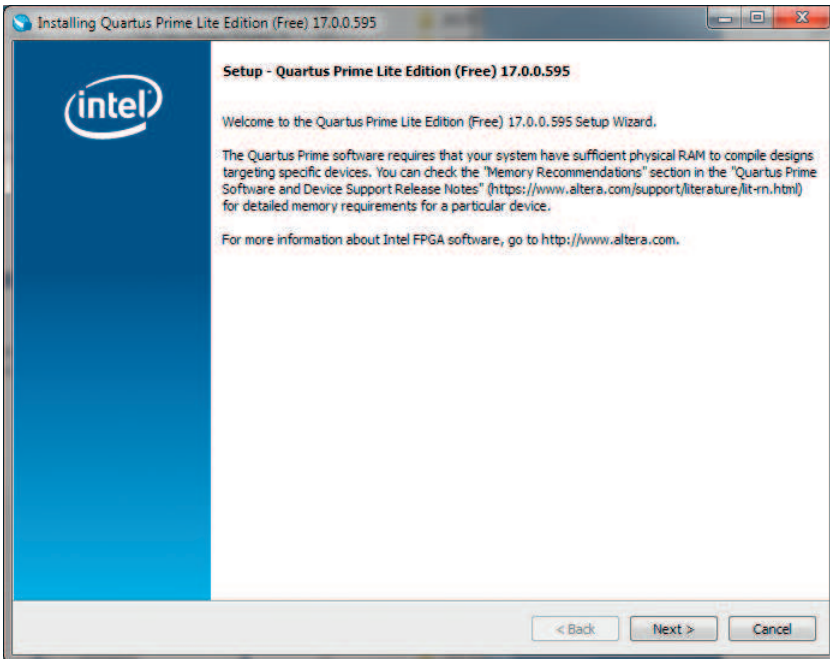 Installing Quartus Prime Lite Edition (Free) 17.0.0.595
intel
Setup - Quartus Prime Lite Edition (Free) 17.0.0.595
Welcome to the Quartus Prime Lite Edition (Free) 17.0.0.595 Setup Wizard.
The Quartus Prime software requires that your system have sufficient physical RAM to compile designs
targeting specific devices. You can check the "Memory Recommendations" section in the "Quartus Prime
Software and Device Support Release Notes" (https://www.altera.com/support/literature/lit-rn.html)
for detailed memory requirements for a particular device.
For more information about Intel FPGA software, go to http://www.altera.com.
< Back Next > Cancel